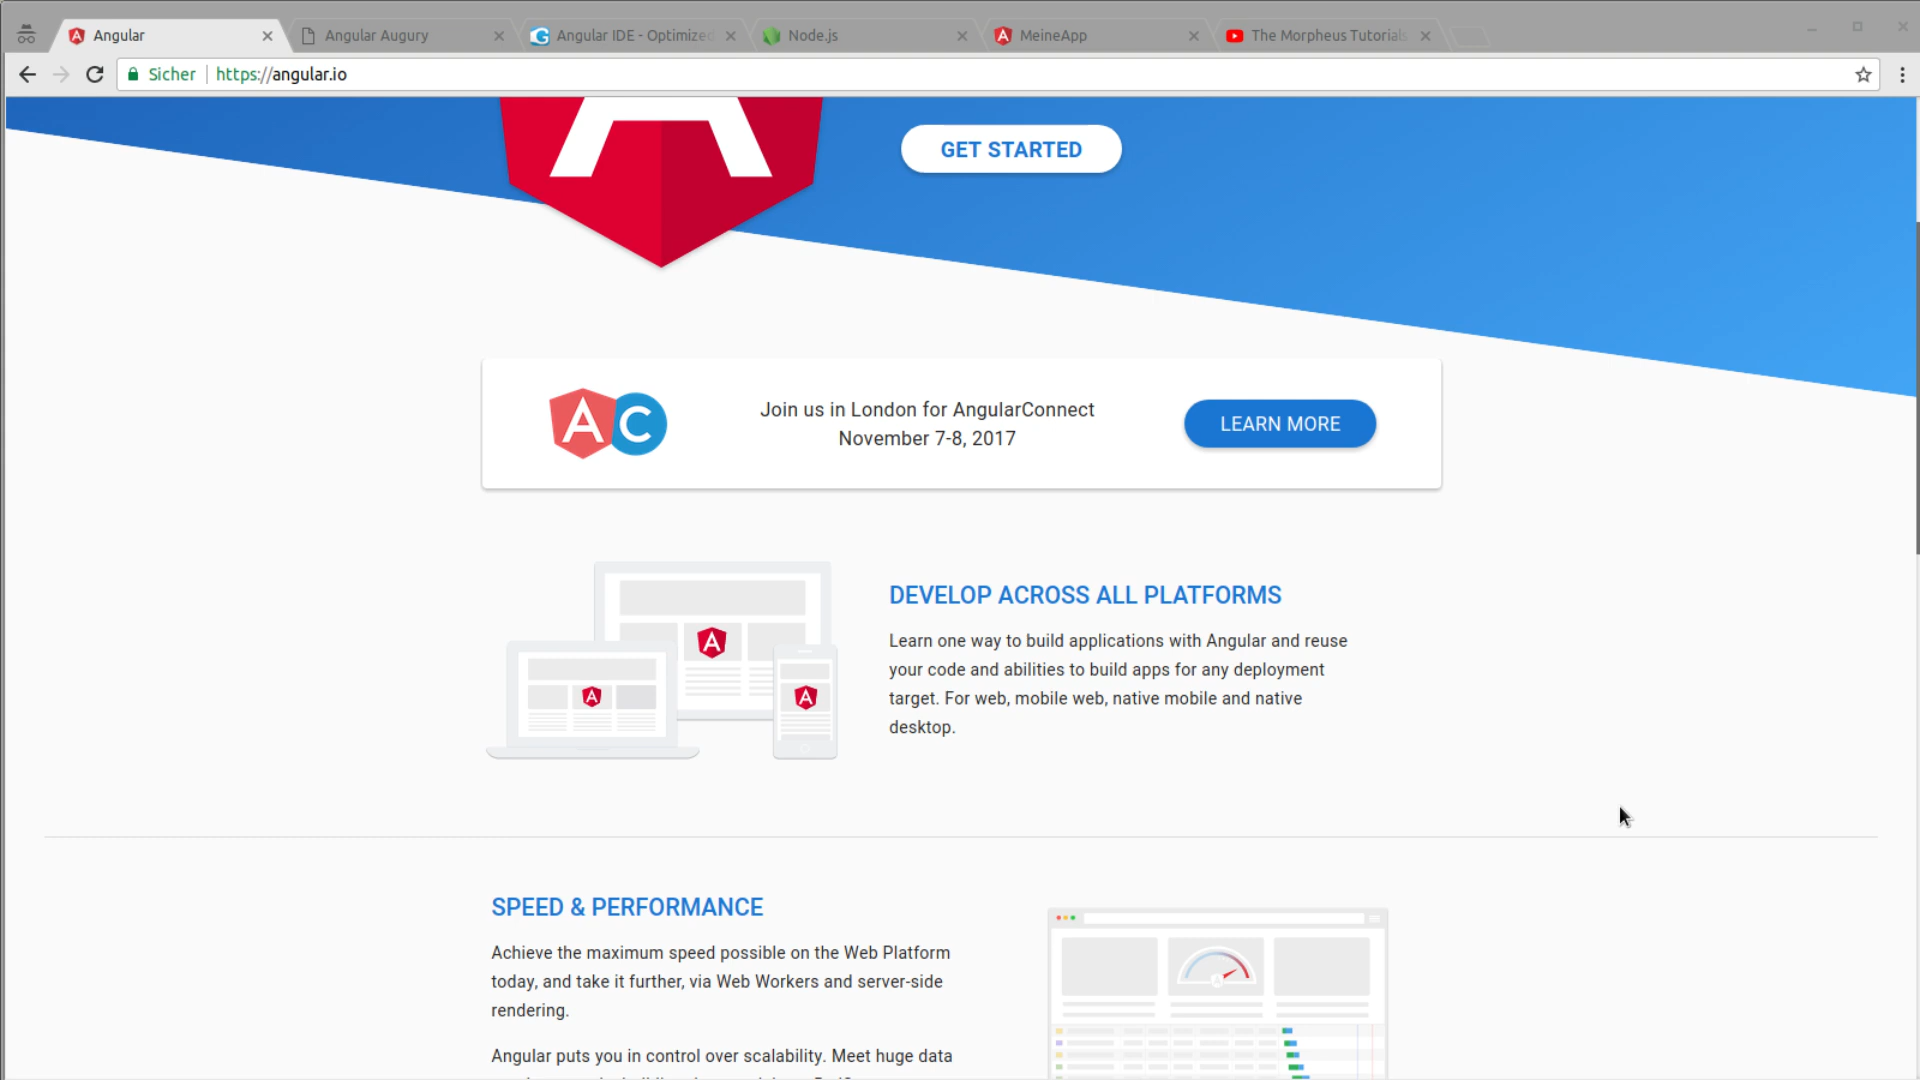 Angular
Angular Augury
Angular IDE - Optimized
Node.js
MeineApp
The Morpheus Tutorials
Sicher
https://angular.io
GET STARTED
AC
Join us in London for AngularConnect
November 7-8, 2017
LEARN MORE
DEVELOP ACROSS ALL PLATFORMS
Learn one way to build applications with Angular and reuse
your code and abilities to build apps for any deployment
target. For web, mobile web, native mobile and native
desktop.
SPEED & PERFORMANCE
Achieve the maximum speed possible on the Web Platform
today, and take it further, via Web Workers and server-side
rendering.
Angular puts you in control over scalability. Meet huge data